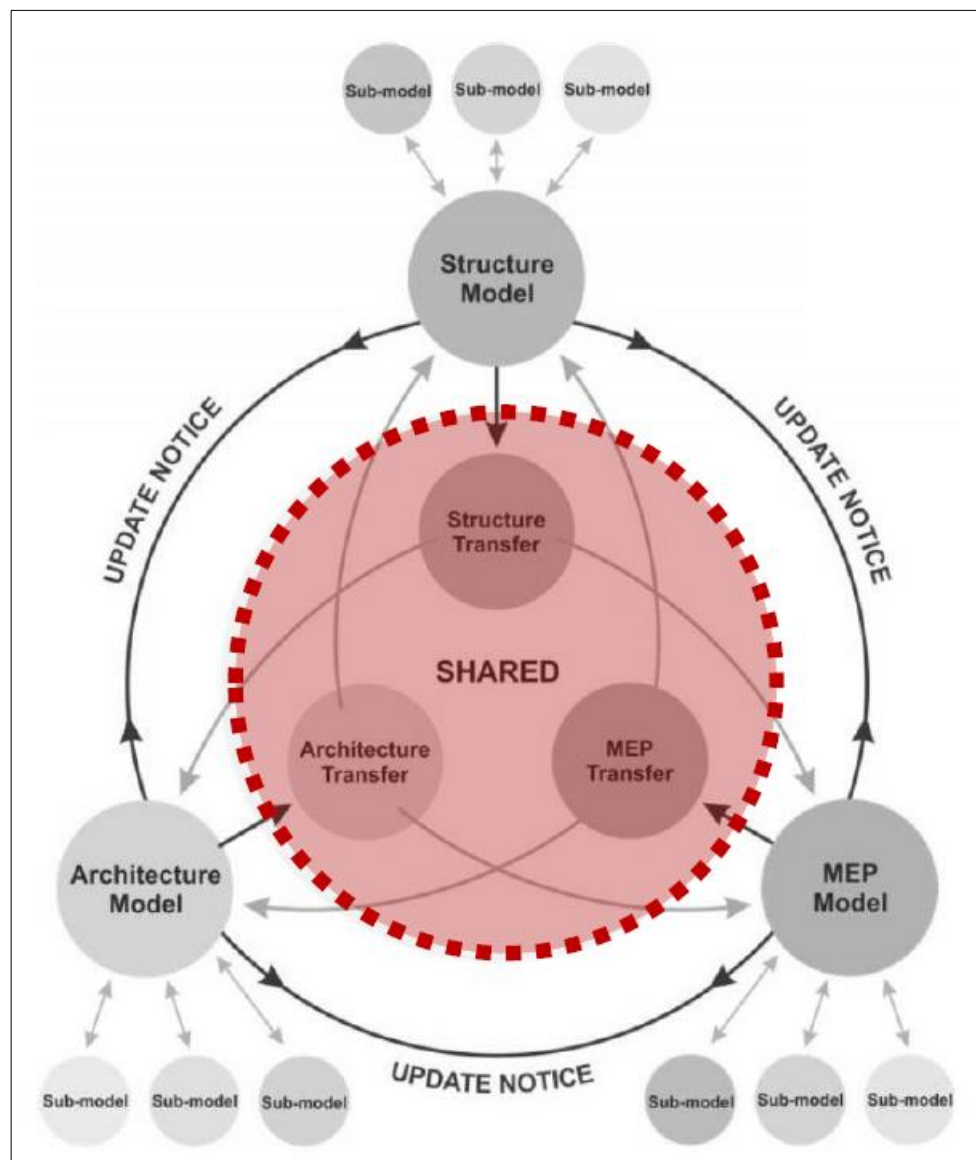 Sub-model
Sub-model
Sub-model
Structure
Model
UPDATE NOTICE
UPDATE NOTICE
Structure
Transfer
SHARED
Architecture
Transfer
MEP
Transfer
Architecture
Model
MEP
Model
UPDATE NOTICE
Sub-model
Sub-model
Sub-model
Sub-model
Sub-model
Sub-model